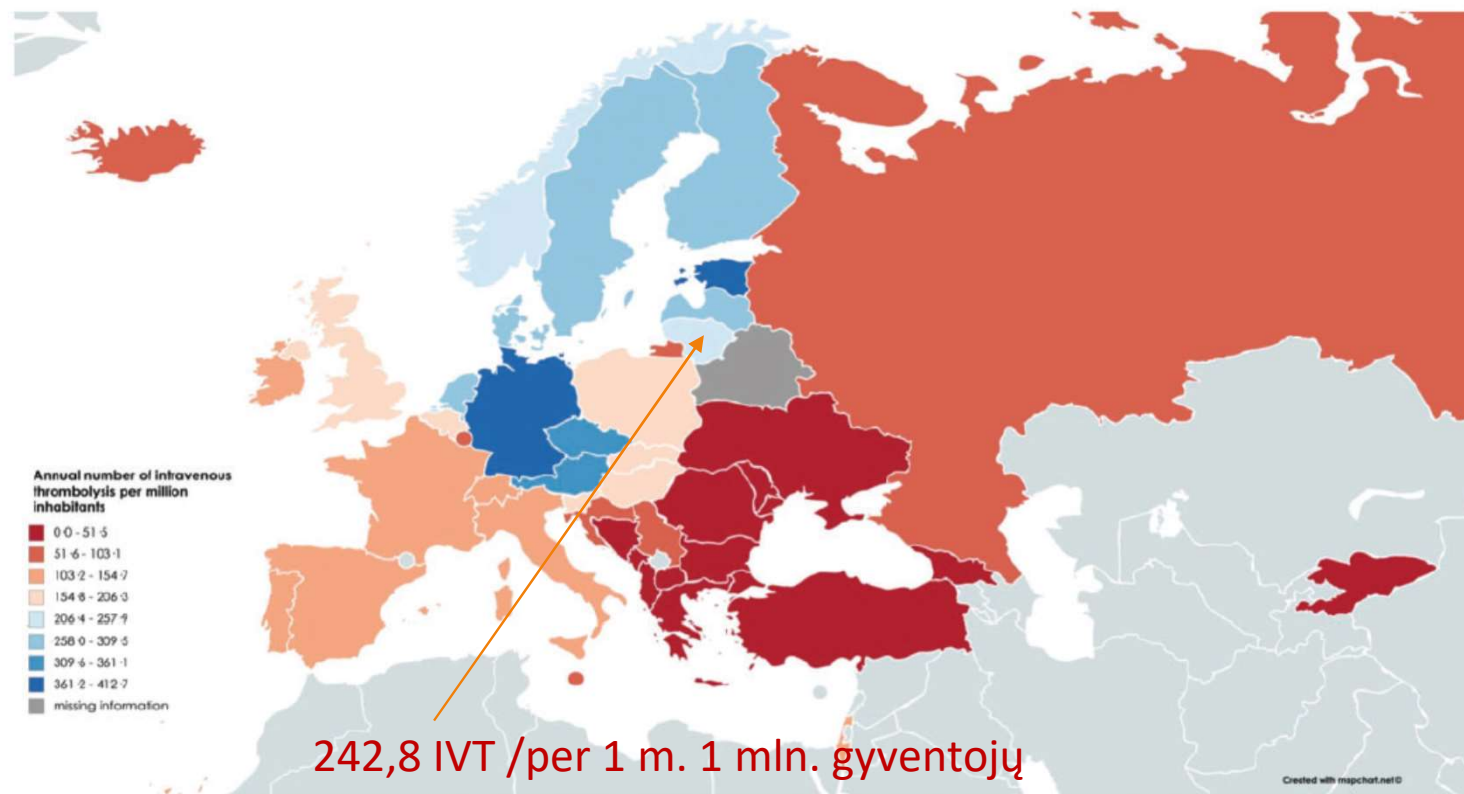 Annual number of intravenous
thrombolysis per million
inhabitants
0·0 - 51·5
51·6 - 103·1
103·2 - 154·7
154·8 - 206·3
206·4 - 257·9
258·0 - 309·5
309·6 - 361·1
361·2 - 412·7
missing information
242,8 IVT /per 1 m. 1 mln. gyventojų
Created with mapchart.net©